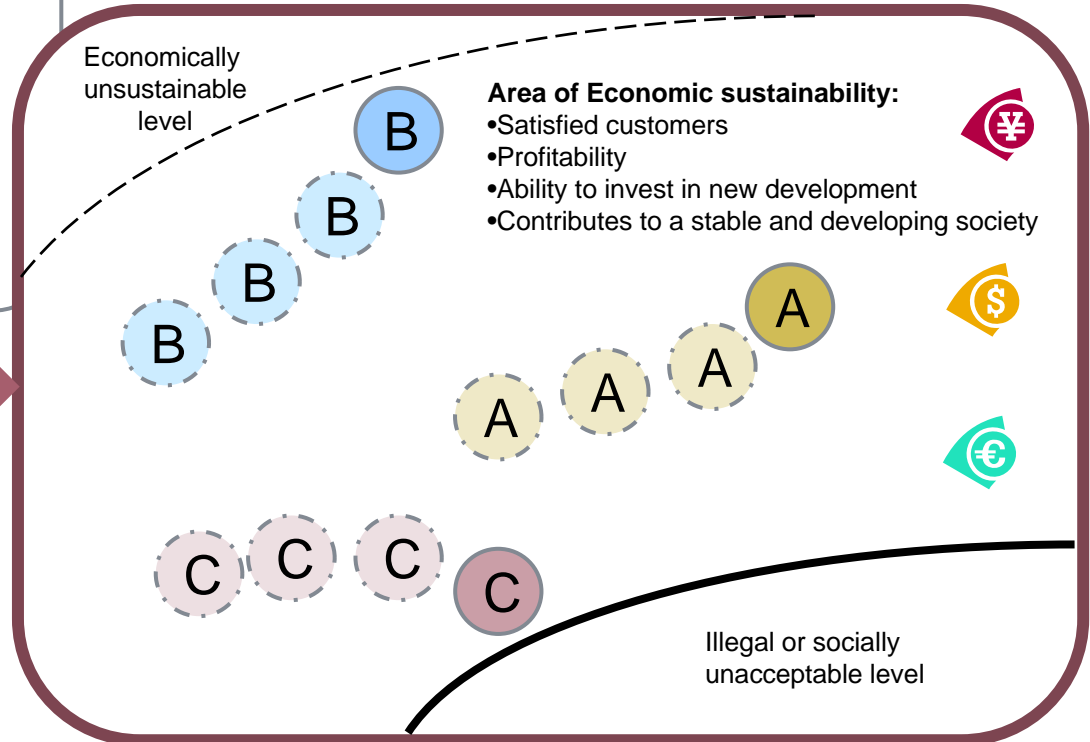 Economically
unsustainable
level
Area of Economic sustainability:
•Satisfied customers
•Profitability
•Ability to invest in new development
•Contributes to a stable and developing society
¥
B
B
B
B
$
A
A
A
A
€
C
C
C
C
Illegal or socially
unacceptable level